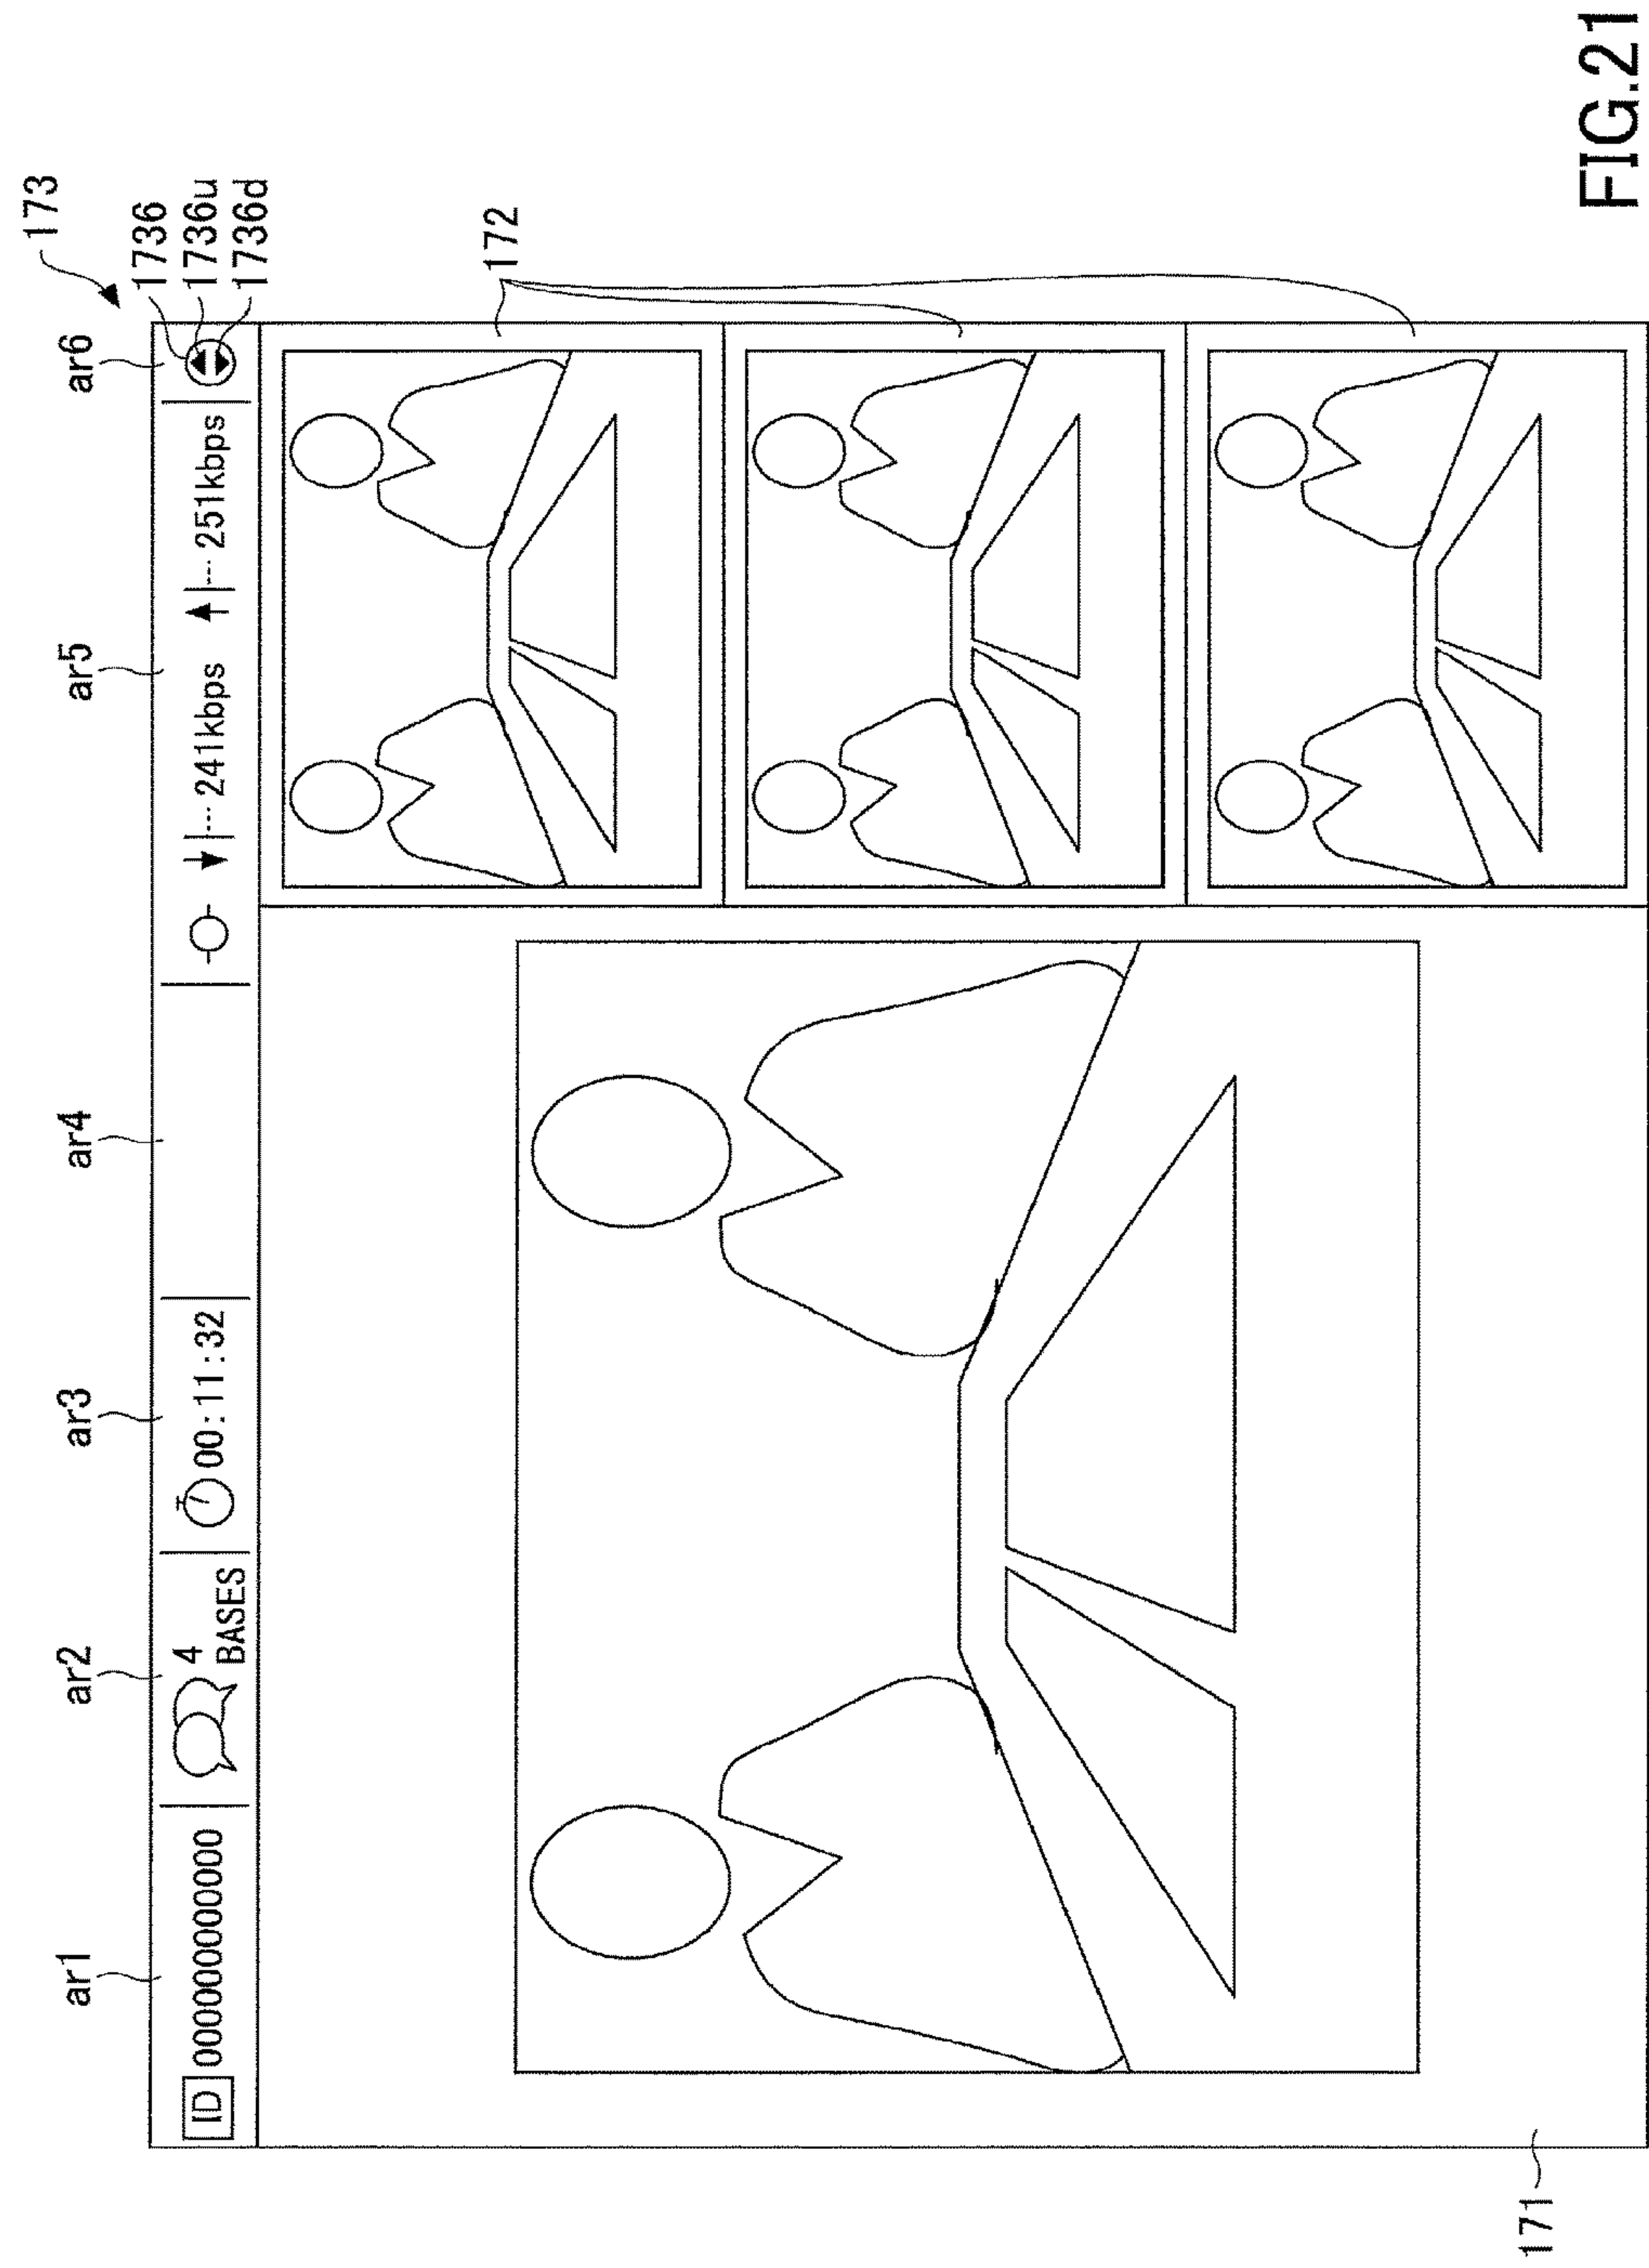 173
ar1 ar2 ar3 ar4 ar5 ar6
1736
1736u
1736d
ID 000000000000 4 BASES 00:11:32 241kbps 251kbps
172
171
FIG.21